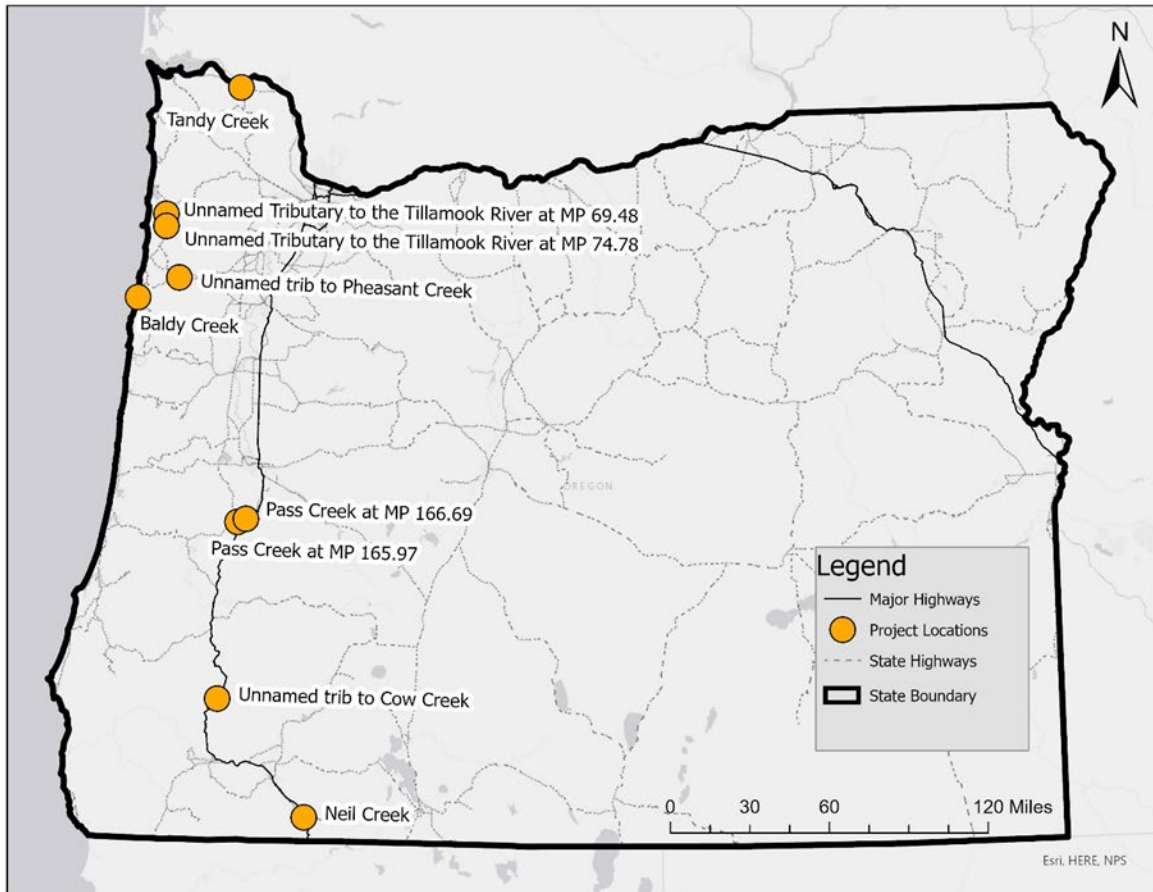 N
Tandy Creek
Unnamed Tributary to the Tillamook River at MP 69.48
Unnamed Tributary to the Tillamook River at MP 74.78
Unnamed trib to Pheasant Creek
Baldy Creek
OREGON
Pass Creek at MP 166.69
Pass Creek at MP 165.97
Legend
Major Highways
Project Locations
State Highways
State Boundary
Unnamed trib to Cow Creek
Neil Creek
0 30 60 120 Miles
Esri, HERE, NPS